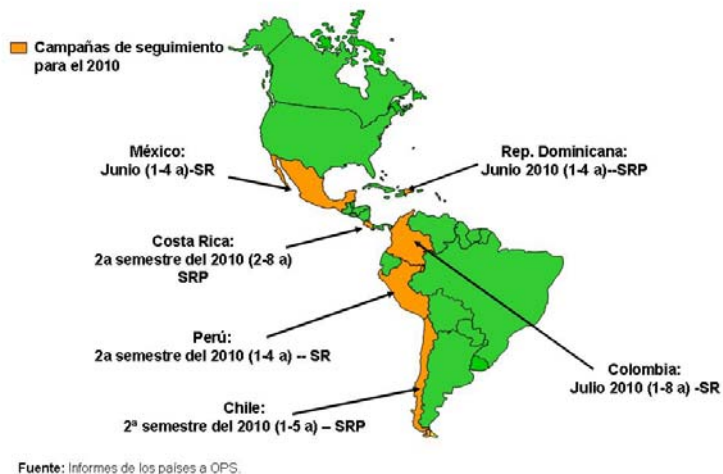 Campañas de seguimiento
para el 2010
México:
Junio (1-4 a)-SR
Rep. Dominicana:
Junio 2010 (1-4 a)--SRP
Costa Rica:
2a semestre del 2010 (2-8 a)
SRP
Perú:
2a semestre del 2010 (1-4 a) -- SR
Colombia:
Julio 2010 (1-8 a) -SR
Chile:
2ª semestre del 2010 (1-5 a) – SRP
Fuente: Informes de los países a OPS.